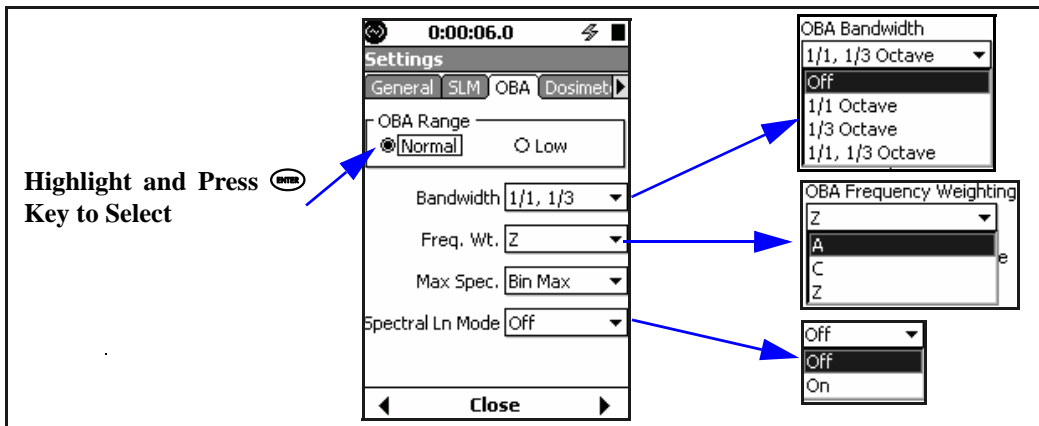 0:00:06.0
Settings
General SLM OBA Dosimet
OBA Range
Normal Low
Bandwidth 1/1, 1/3
Freq. Wt. Z
Max Spec. Bin Max
Spectral Ln Mode Off
Close
Highlight and Press ENTER
Key to Select
OBA Bandwidth
1/1, 1/3 Octave
Off
1/1 Octave
1/3 Octave
1/1, 1/3 Octave
OBA Frequency Weighting
Z
A
e
C
Z
Off
Off
On